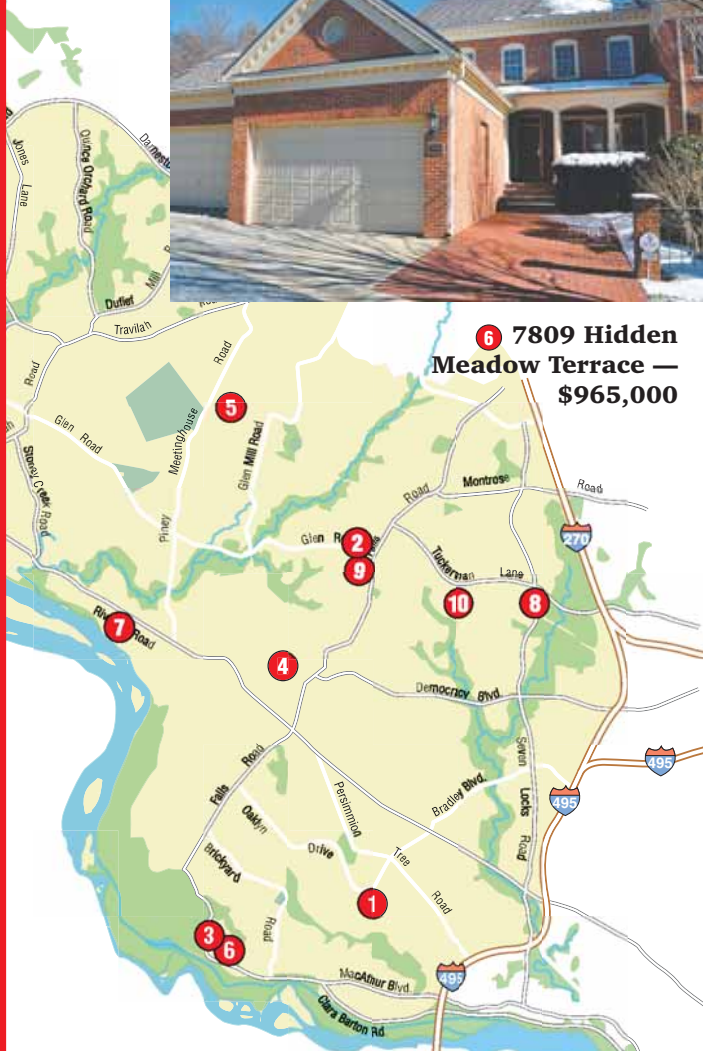 6 7809 Hidden
Meadow Terrace —
$965,000
Jones
Lane
Quince Orchard Road
Dufief
Mill
Travilah
Road
Road
Glen
Road
Stoney Creek Road
Meetinghouse
Road
Piney
Glen Mill Road
5
Glen
2
9
Road
Montrose
Road
270
Tuckerman
Lane
10
8
River Road
7
4
Democracy Blvd.
Falls
Road
Persimmon
Tree
Road
Bradley Blvd.
Seven
Locks
Road
495
495
Oaklyn
Drive
Brickyard
Road
1
3
6
MacArthur Blvd.
495
Clara Barton Rd